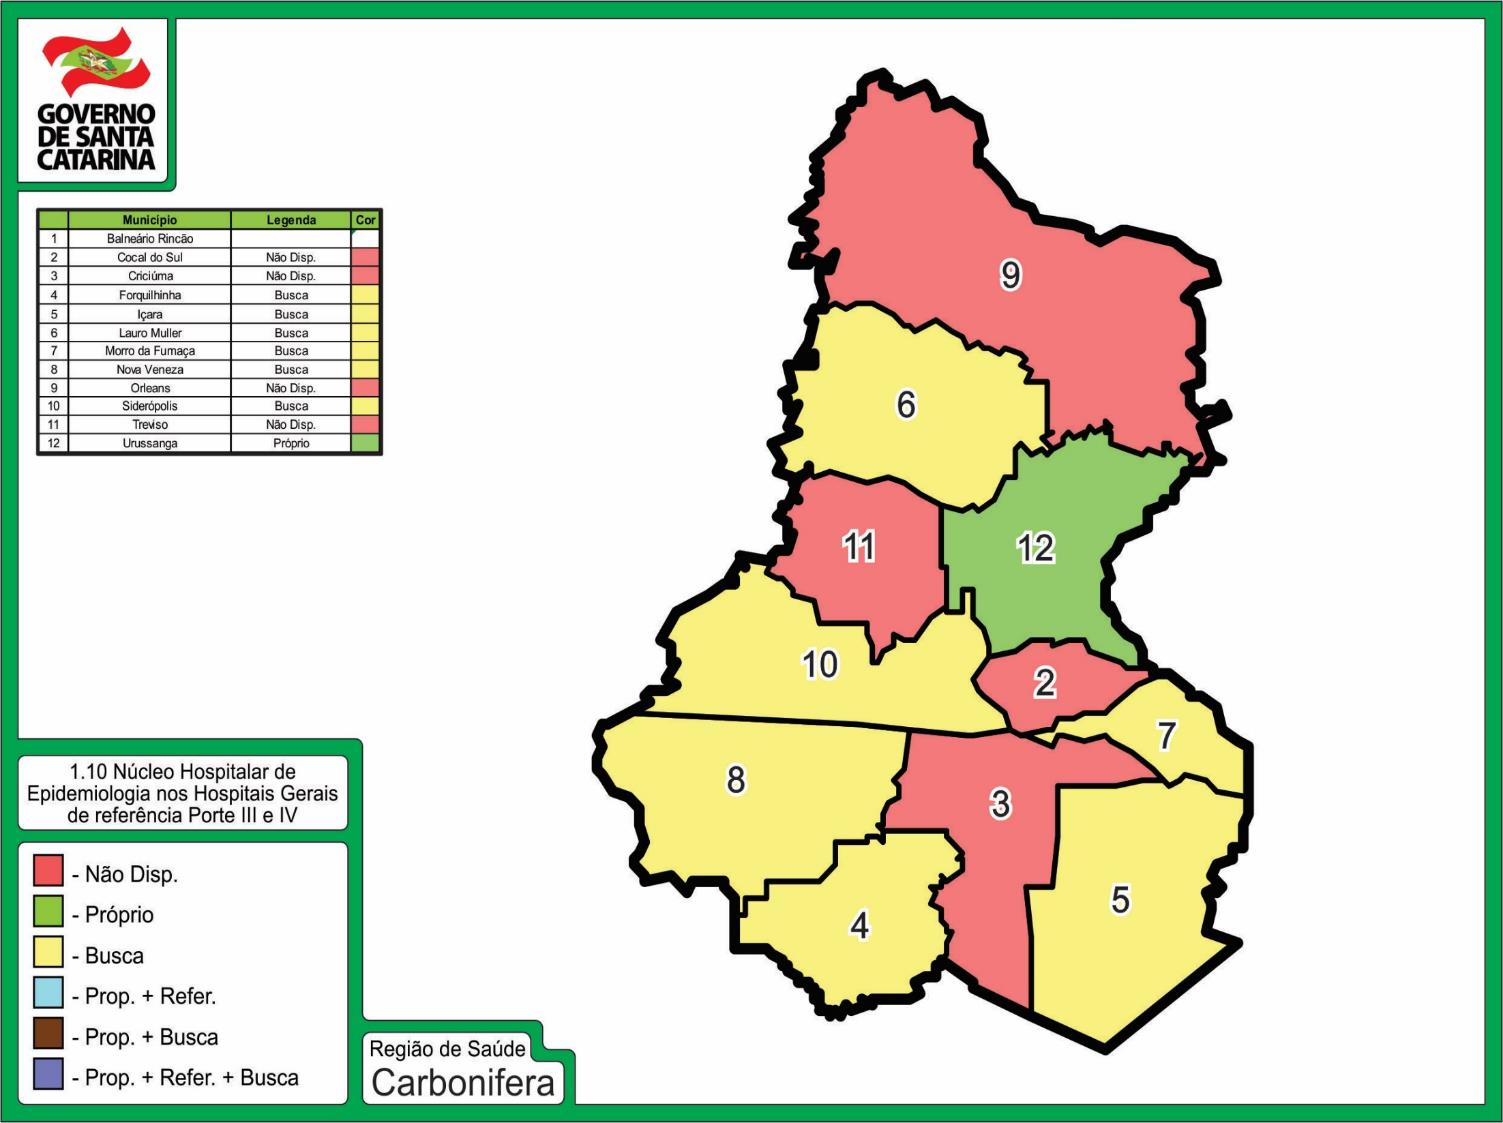 GOVERNO
DE SANTA
CATARINA
Município Legenda Cor
1 Balneário Rincão
2 Cocal do Sul Não Disp.
3 Criciúma Não Disp.
4 Forquilhinha Busca
5 Içara Busca
6 Lauro Muller Busca
7 Morro da Fumaça Busca
8 Nova Veneza Busca
9 Orleans Não Disp.
10 Siderópolis Busca
11 Treviso Não Disp.
12 Urussanga Próprio
9
6
11
12
10
2
7
8
3
5
4
1.10 Núcleo Hospitalar de
Epidemiologia nos Hospitais Gerais
de referência Porte III e IV
- Não Disp.
- Próprio
- Busca
- Prop. + Refer.
- Prop. + Busca
- Prop. + Refer. + Busca
Região de Saúde
Carbonifera